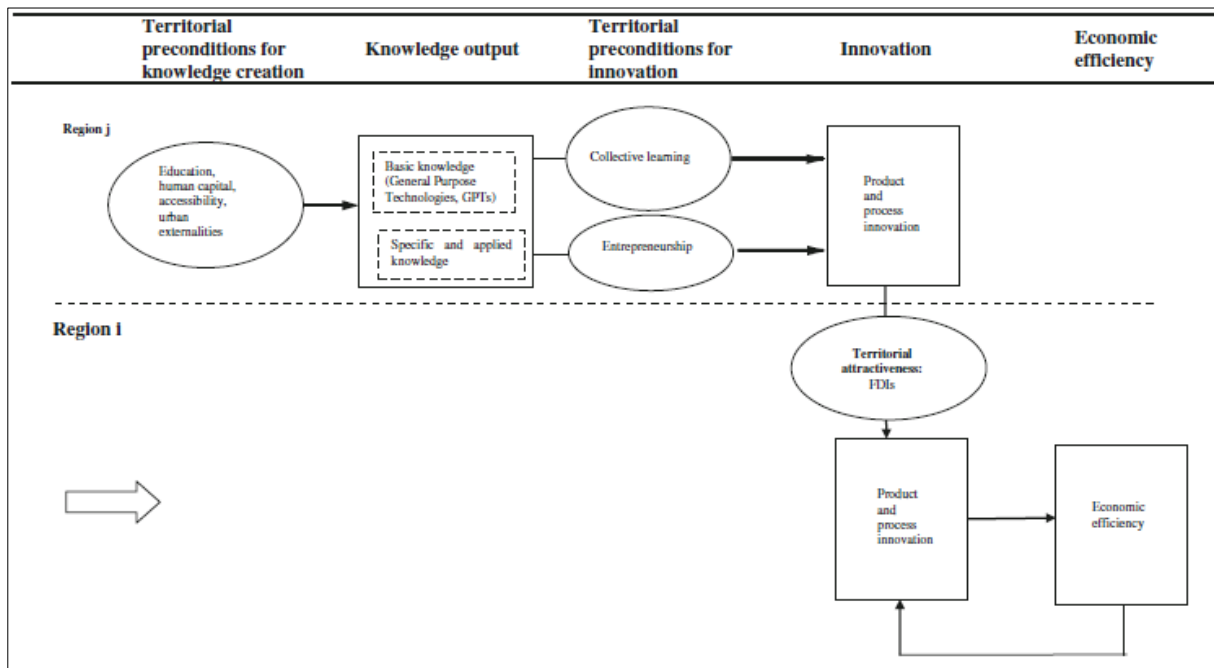 Territorial
preconditions for
knowledge creation
Knowledge output
Territorial
preconditions for
innovation
Innovation
Economic
efficiency
Region j
Education,
human capital,
accessibility,
urban
externalities
Basic knowledge
(General Purpose
Technologies, GPTs)
Specific and applied
knowledge
Collective learning
Entrepreneurship
Product
and
process
innovation
Region i
Territorial
attractiveness:
FDIs
Product
and
process
innovation
Economic
efficiency